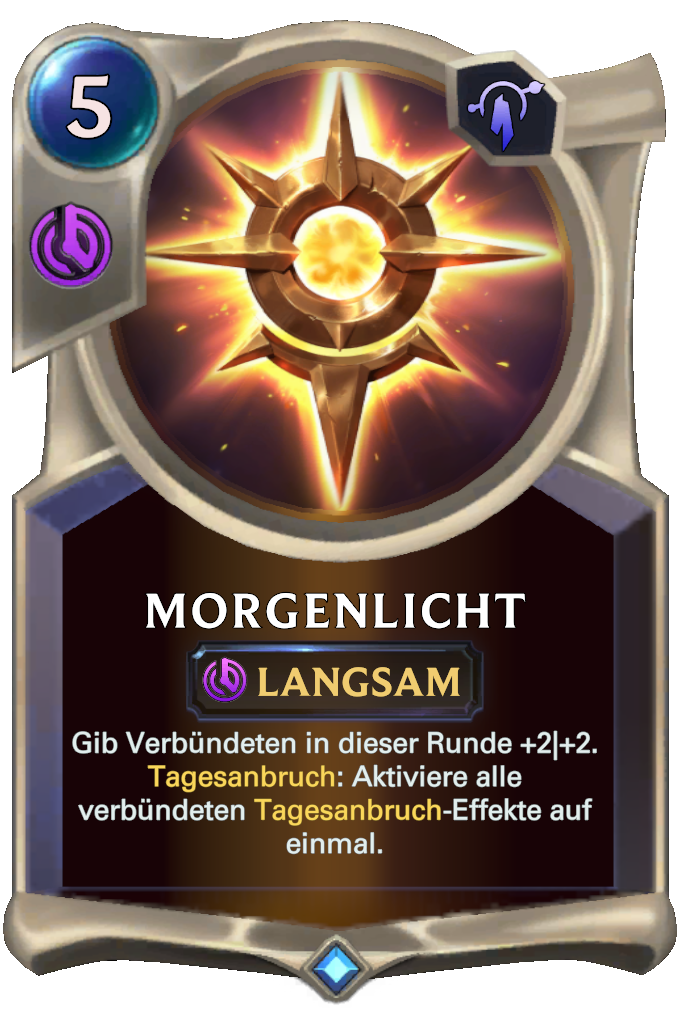 5
MORGENLICHT
LANGSAM
Gib Verbündeten in dieser Runde +2|+2.
Tagesanbruch: Aktiviere alle
verbündeten Tagesanbruch-Effekte auf
einmal.